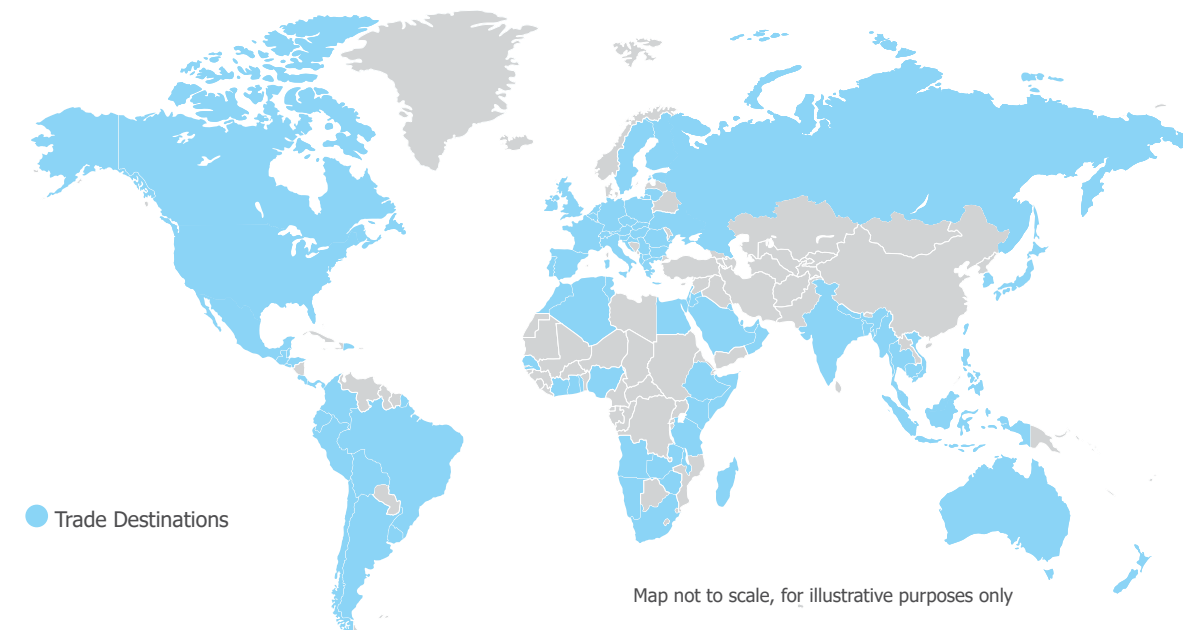 Trade Destinations
Map not to scale, for illustrative purposes only